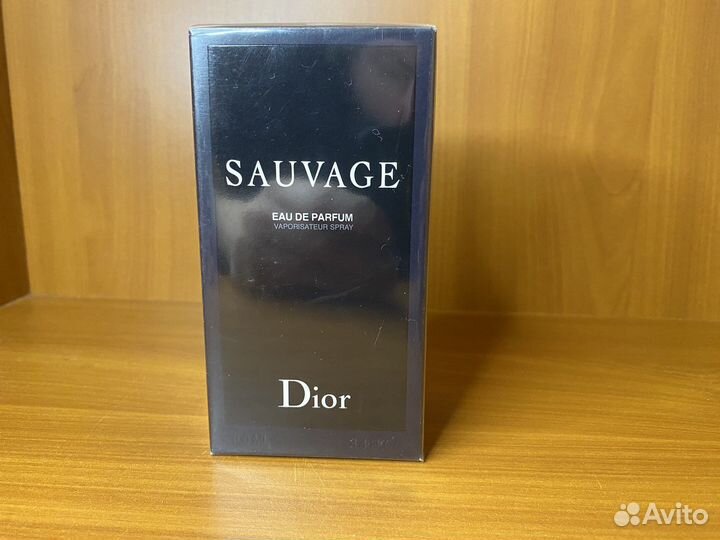 SAUVAGE
EAU DE PARFUM
VAPORISATEUR SPRAY
Dior
Avito